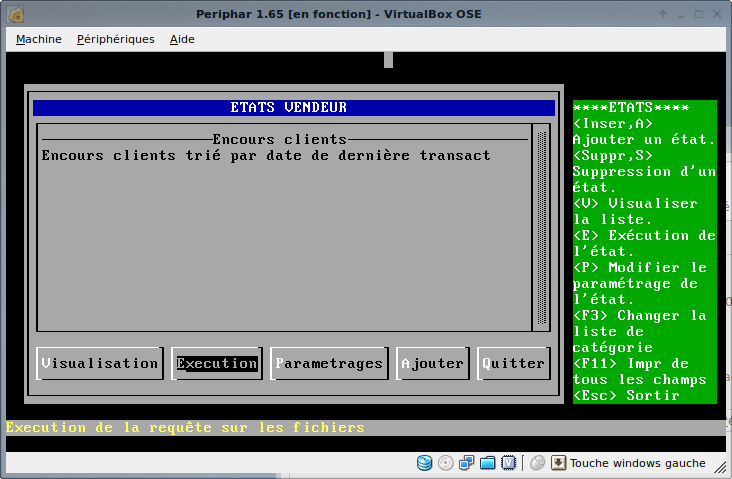 Periphar 1.65 [en fonction] - VirtualBox OSE
Machine Périphériques Aide
ETATS VENDEUR
Encours clients
Encours clients trié par date de dernière transact
Visualisation Execution Parametrages Ajouter Quitter
****ETATS****
<Inser,A>
Ajouter un état.
<Suppr,S>
Suppression d'un
état.
<V> Visualiser
la liste.
<E> Exécution de
l'état.
<P> Modifier le
paramétrage de
l'état.
<F3> Changer la
liste de
catégorie
<F11> Impr de
tous les champs
<Esc> Sortir
Execution de la requête sur les fichiers
Touche windows gauche